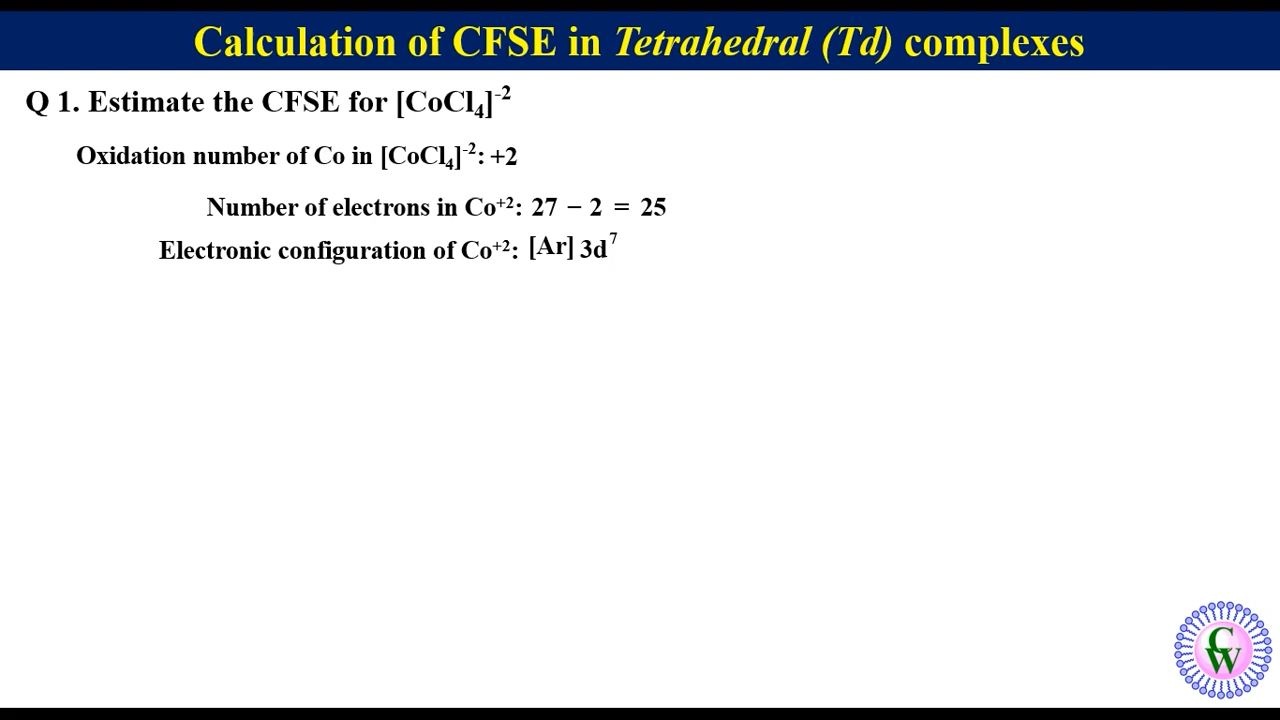 Calculation of CFSE in Tetrahedral (Td) complexes
Q 1. Estimate the CFSE for [CoCl₄]⁻²
Oxidation number of Co in [CoCl₄]⁻²: +2
Number of electrons in Co⁺²: 27 − 2 = 25
Electronic configuration of Co⁺²: [Ar] 3d⁷
CW